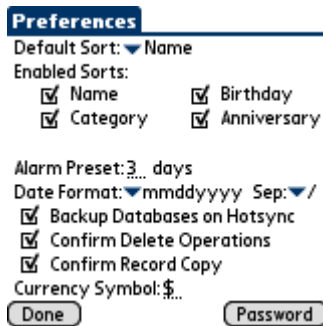 Preferences
Default Sort: Name
Enabled Sorts:
Name Birthday
Category Anniversary
Alarm Preset: 3 days
Date Format: mmddyyyy Sep: /
Backup Databases on Hotsync
Confirm Delete Operations
Confirm Record Copy
Currency Symbol: $
Done Password